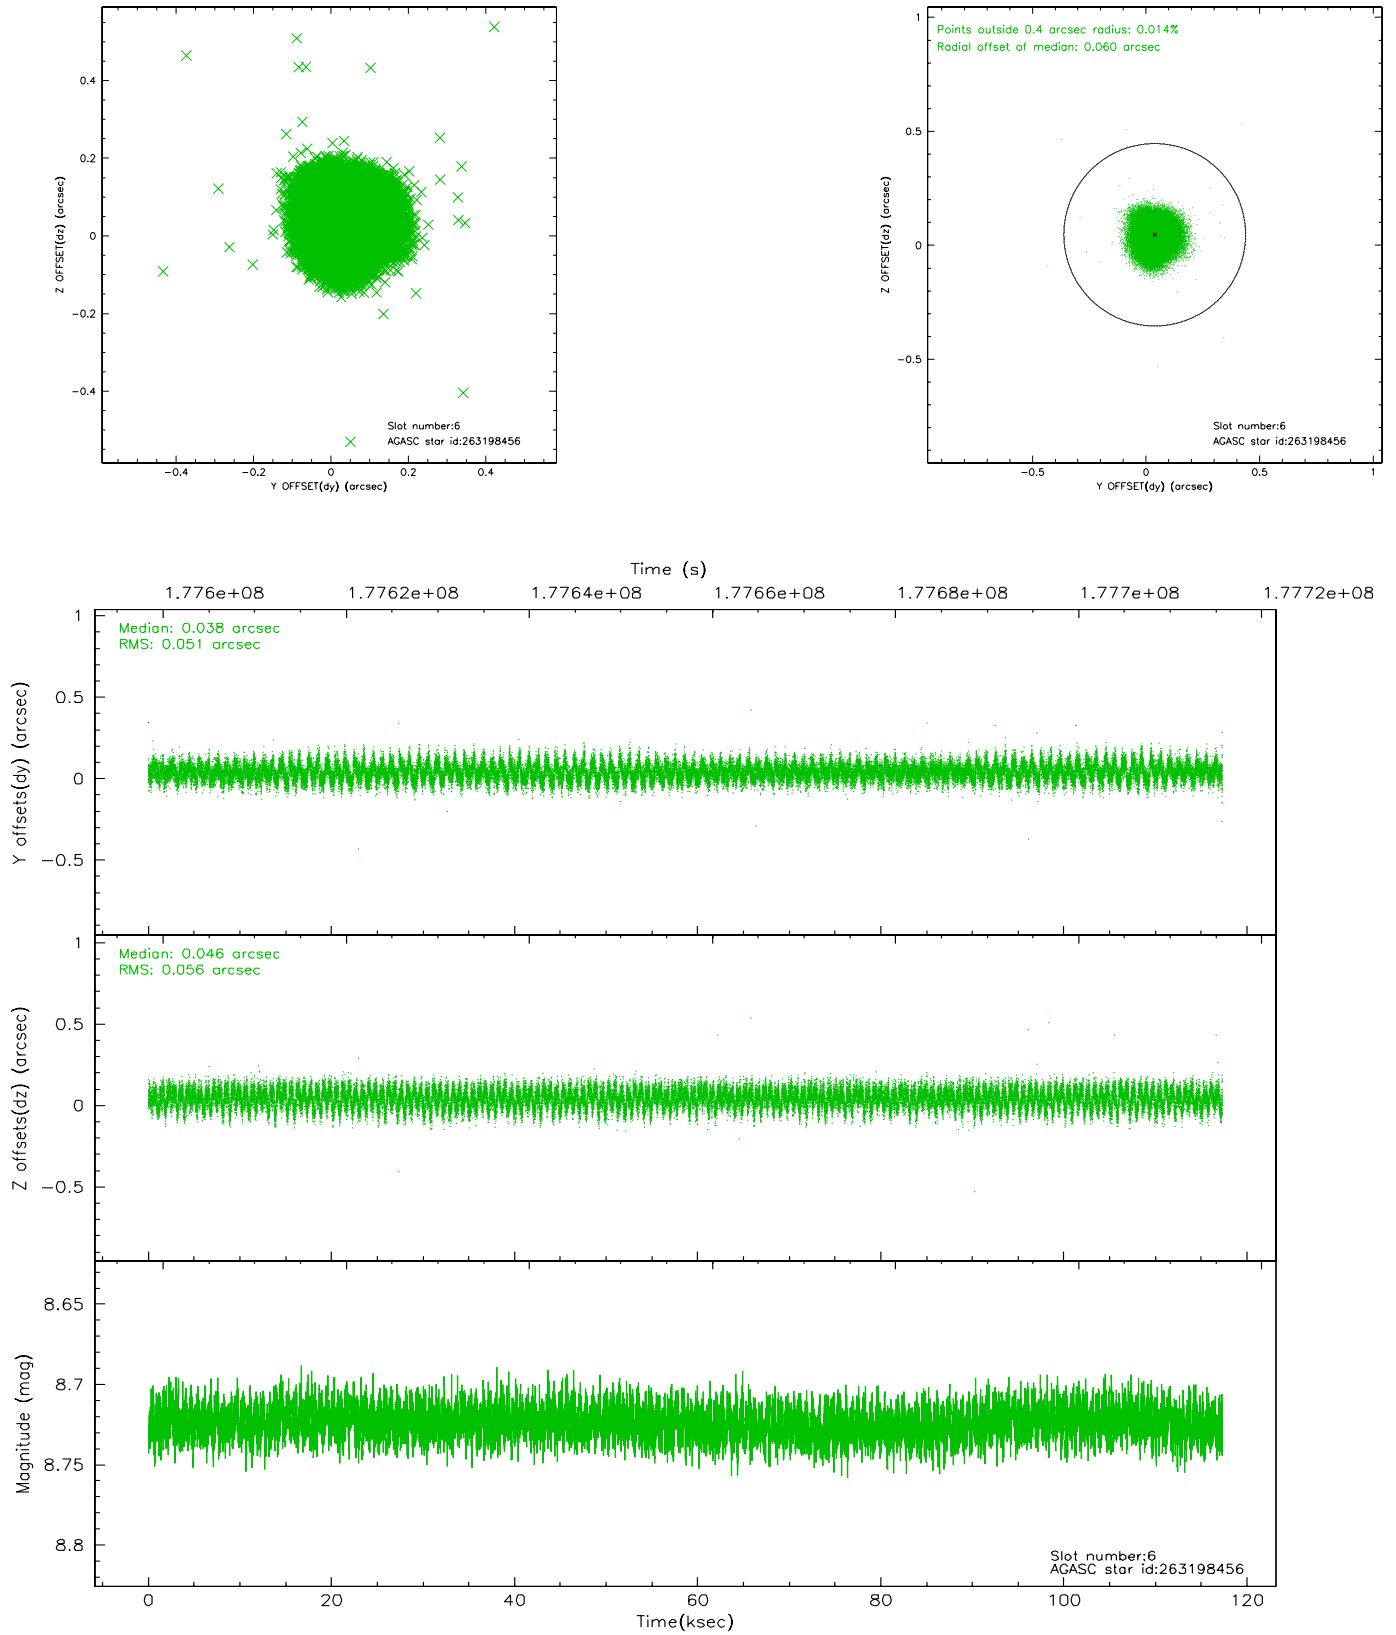 0.4
0.2
0
−0.2
−0.4
Z OFFSET(dz) (arcsec)
Slot number:6
AGASC star id:263198456
−0.4 −0.2 0 0.2 0.4
Y OFFSET(dy) (arcsec)
Points outside 0.4 arcsec radius: 0.014%
Radial offset of median: 0.060 arcsec
1
0.5
0
−0.5
Z OFFSET(dz) (arcsec)
Slot number:6
AGASC star id:263198456
−0.5 0 0.5 1
Y OFFSET(dy) (arcsec)
Time (s)
1.776e+08 1.7762e+08 1.7764e+08 1.7766e+08 1.7768e+08 1.777e+08 1.7772e+08
Median: 0.038 arcsec
RMS: 0.051 arcsec
1
0.5
0
−0.5
Y offsets(dy) (arcsec)
Median: 0.046 arcsec
RMS: 0.056 arcsec
1
0.5
0
−0.5
Z offsets(dz) (arcsec)
8.65
8.7
8.75
8.8
Magnitude (mag)
Slot number:6
AGASC star id:263198456
0 20 40 60 80 100 120
Time(ksec)